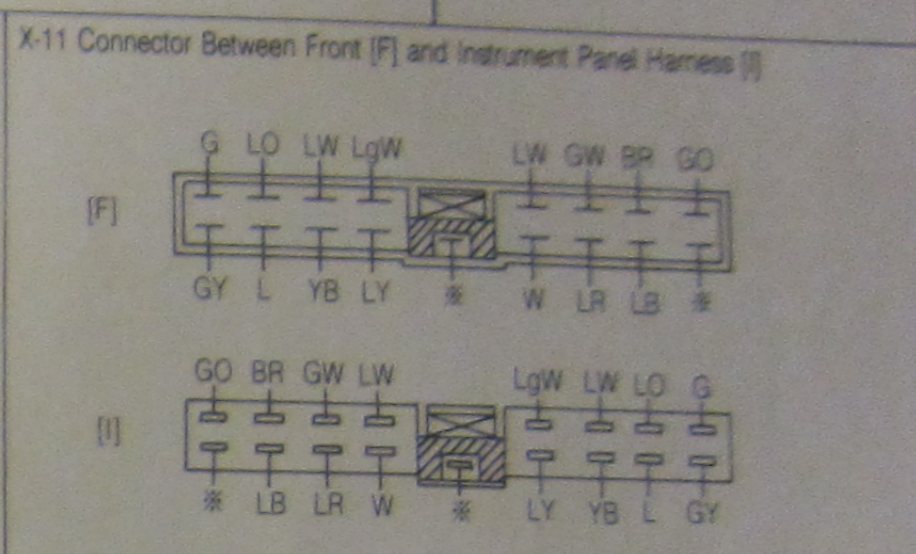 X-11 Connector Between Front [F] and Instrument Panel Harness [I]
G LO LW LgW LW GW BR GO
[F]
GY L YB LY ※ W LR LB ※
GO BR GW LW LgW LW LO G
[I]
※ LB LR W ※ LY YB L GY